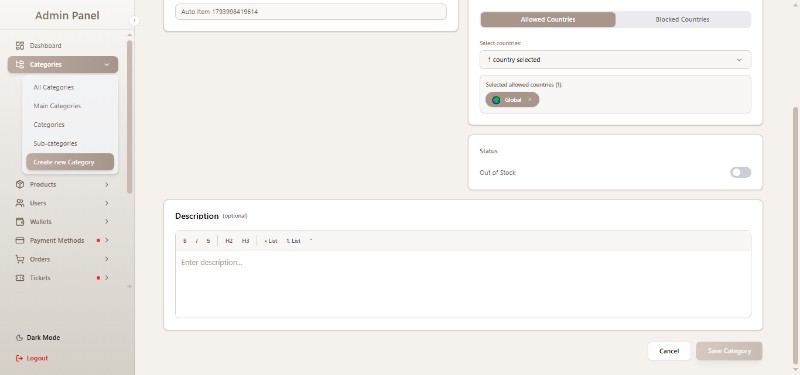 Admin Panel
Dashboard
Categories
All Categories
Main Categories
Categories
Sub-categories
Create new Category
Products
Users
Wallets
Payment Methods
Orders
Tickets
Dark Mode
Logout
Auto Item 1793998419614
Allowed Countries
Blocked Countries
Select countries:
1 country selected
Selected allowed countries (1):
Global ×
Status
Out of Stock
Description (optional)
B I S H2 H3 • List 1. List "
Enter description...
Cancel
Save Category